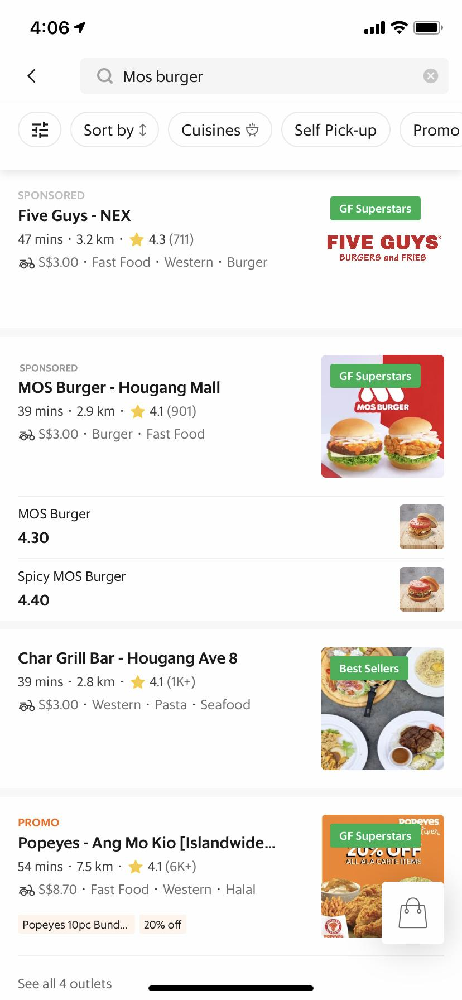 4:06
Mos burger
Sort by
Cuisines
Self Pick-up
Promo
SPONSORED
Five Guys - NEX
47 mins · 3.2 km · 4.3 (711)
S$3.00 · Fast Food · Western · Burger
GF Superstars
FIVE GUYS®
BURGERS and FRIES
SPONSORED
MOS Burger - Hougang Mall
39 mins · 2.9 km · 4.1 (901)
S$3.00 · Burger · Fast Food
GF Superstars
MOS BURGER
MOS Burger
4.30
Spicy MOS Burger
4.40
Char Grill Bar - Hougang Ave 8
39 mins · 2.8 km · 4.1 (1K+)
S$3.00 · Western · Pasta · Seafood
Best Sellers
PROMO
Popeyes - Ang Mo Kio [Islandwide...
54 mins · 7.5 km · 4.1 (6K+)
S$8.70 · Fast Food · Western · Halal
Popeyes 10pc Bund...
20% off
POPEYES
GF Superstars
20% OFF
ALL ALA CARTE ITEMS
POPEYES
See all 4 outlets